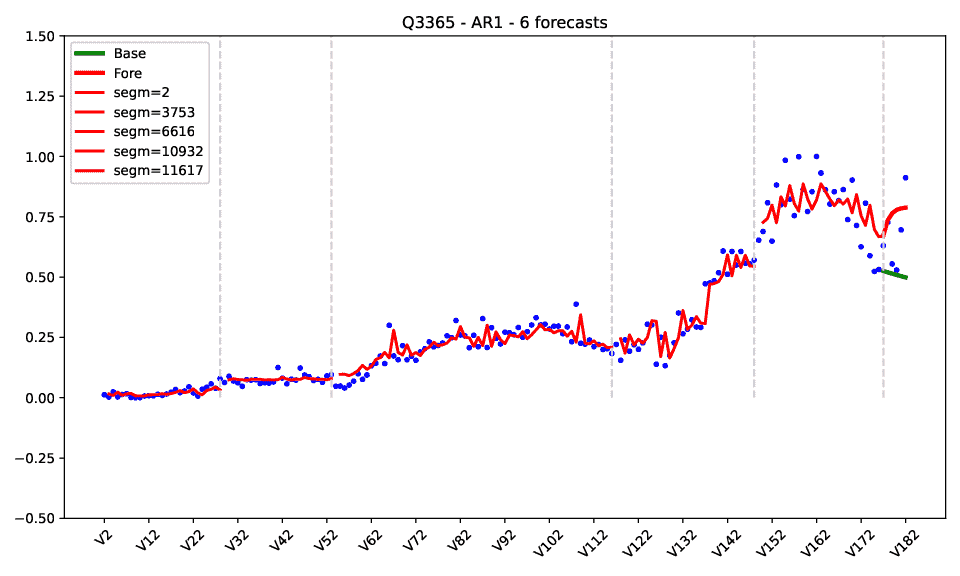 Q3365 - AR1 - 6 forecasts
1.50
1.25
1.00
0.75
0.50
0.25
0.00
−0.25
−0.50
Base
Fore
segm=2
segm=3753
segm=6616
segm=10932
segm=11617
V2 V12 V22 V32 V42 V52 V62 V72 V82 V92 V102 V112 V122 V132 V142 V152 V162 V172 V182